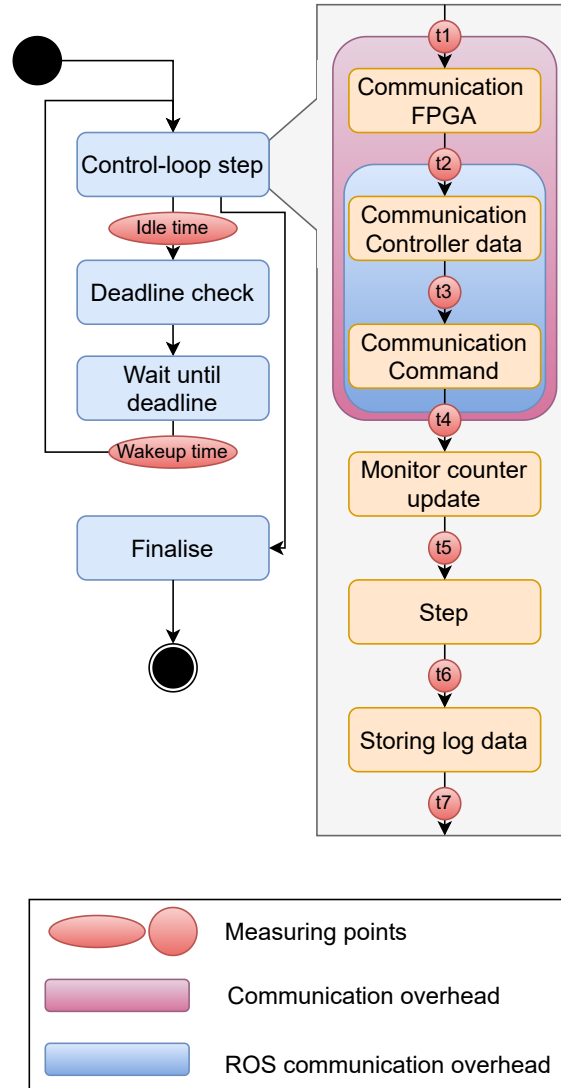 Control-loop step
Idle time
Deadline check
Wait until
deadline
Wakeup time
Finalise
t1
Communication
FPGA
t2
Communication
Controller data
t3
Communication
Command
t4
Monitor counter
update
t5
Step
t6
Storing log data
t7
Measuring points
Communication overhead
ROS communication overhead